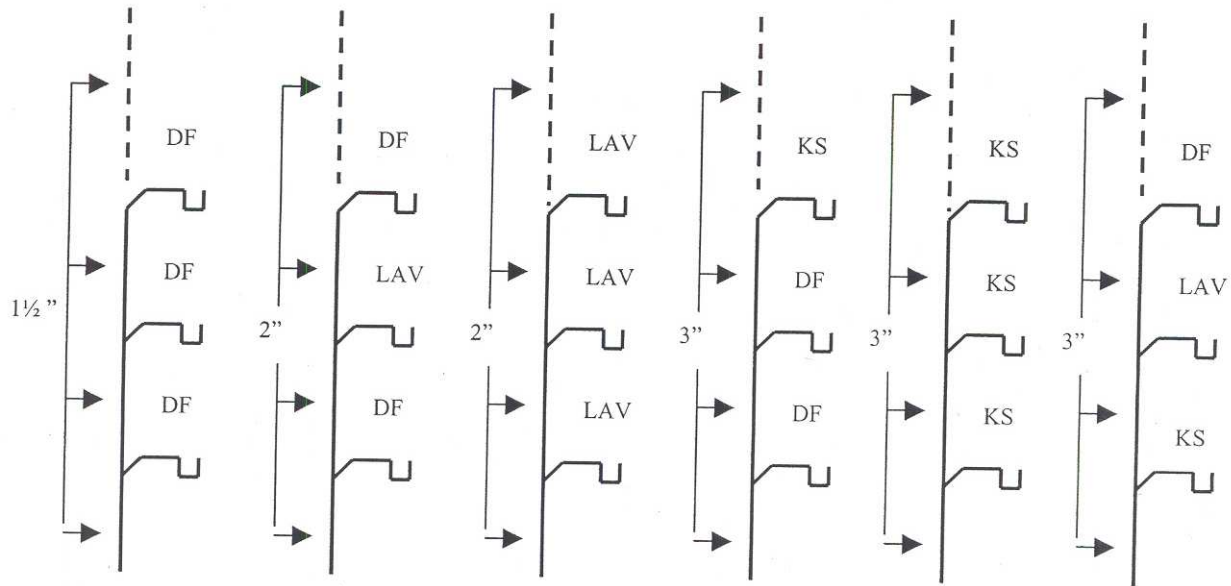 DF DF LAV KS KS DF
DF LAV LAV DF KS LAV
1½ ” 2” 2” 3” 3” 3”
DF DF LAV DF KS KS